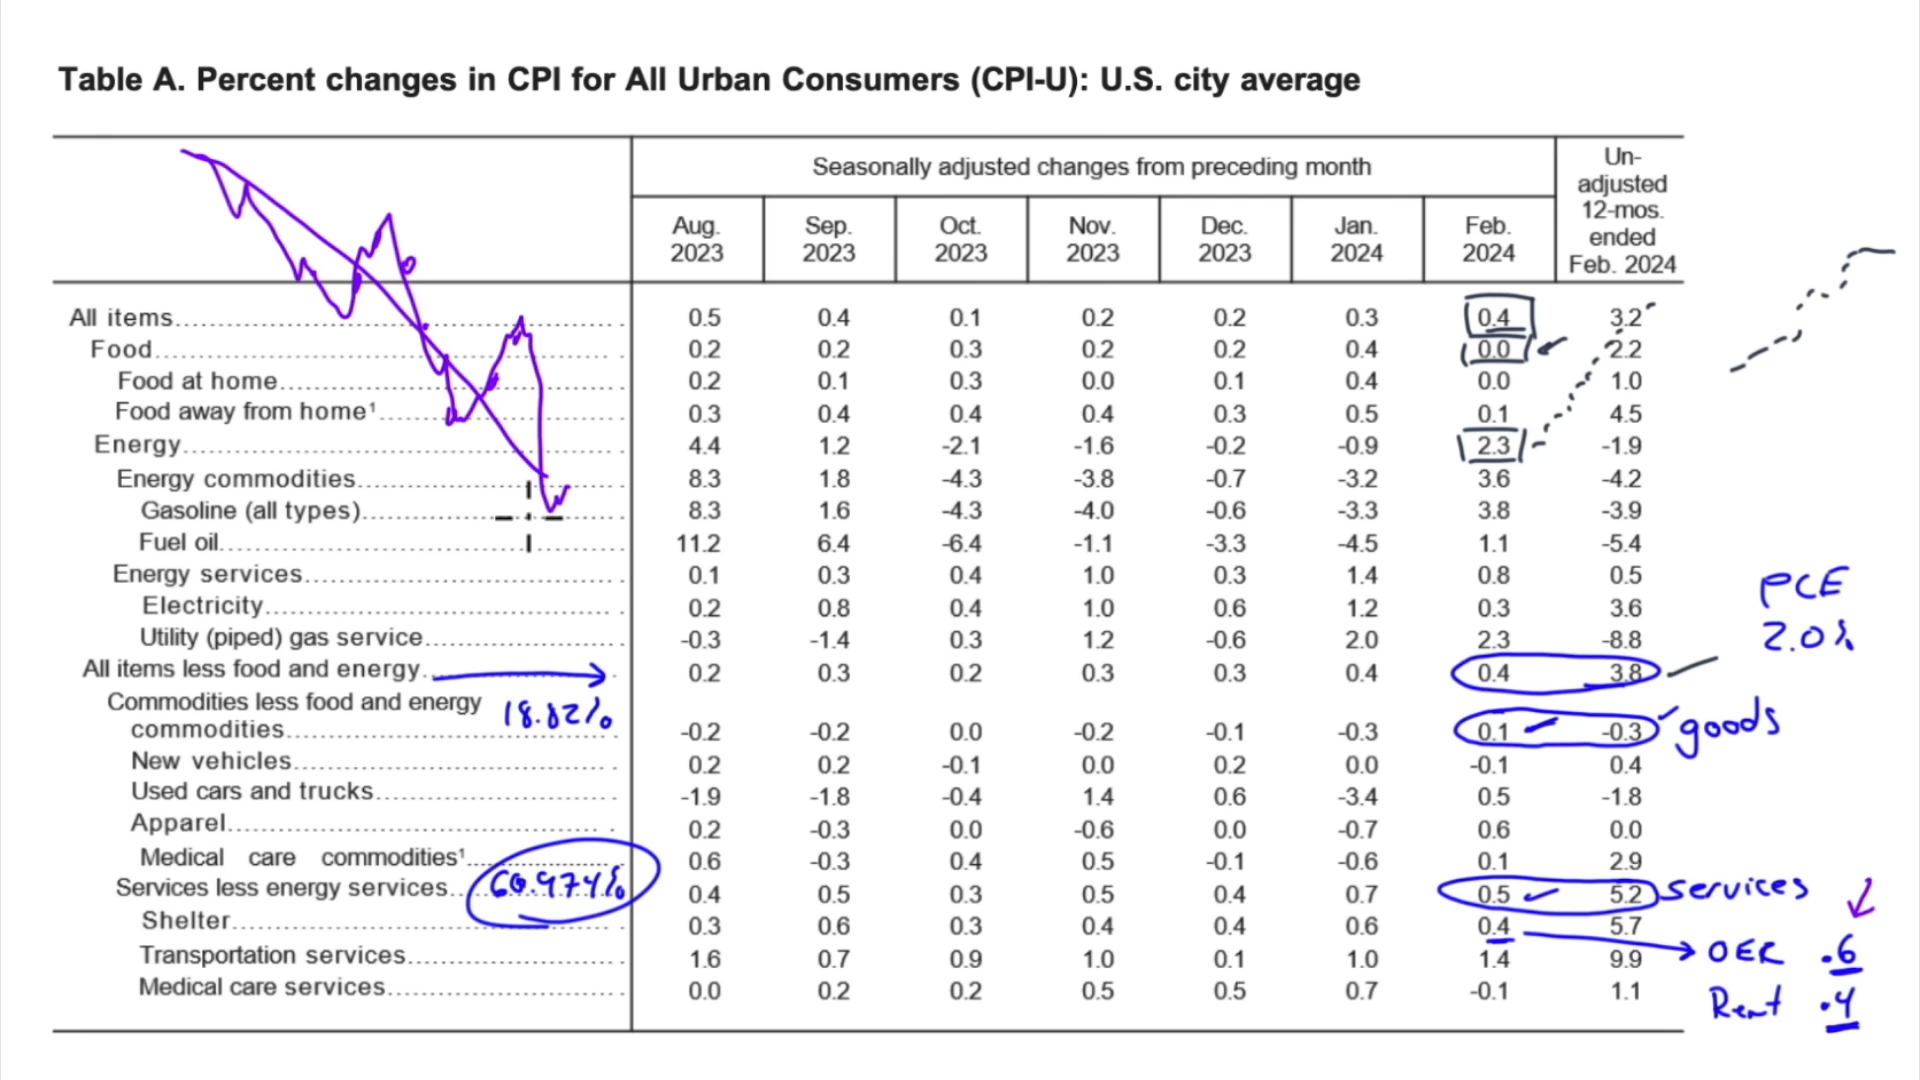 Table A. Percent changes in CPI for All Urban Consumers (CPI-U): U.S. city average
Seasonally adjusted changes from preceding month
Un-
adjusted
12-mos.
ended
Feb. 2024
Aug. 2023 Sep. 2023 Oct. 2023 Nov. 2023 Dec. 2023 Jan. 2024 Feb. 2024
All items 0.5 0.4 0.1 0.2 0.2 0.3 0.4 3.2
Food 0.2 0.2 0.3 0.2 0.2 0.4 0.0 2.2
Food at home 0.2 0.1 0.3 0.0 0.1 0.4 0.0 1.0
Food away from home¹ 0.3 0.4 0.4 0.4 0.3 0.5 0.1 4.5
Energy 4.4 1.2 -2.1 -1.6 -0.2 -0.9 2.3 -1.9
Energy commodities 8.3 1.8 -4.3 -3.8 -0.7 -3.2 3.6 -4.2
Gasoline (all types) 8.3 1.6 -4.3 -4.0 -0.6 -3.3 3.8 -3.9
Fuel oil 11.2 6.4 -6.4 -1.1 -3.3 -4.5 1.1 -5.4
Energy services 0.1 0.3 0.4 1.0 0.3 1.4 0.8 0.5
Electricity 0.2 0.8 0.4 1.0 0.6 1.2 0.3 3.6
PCE
2.0%
Utility (piped) gas service -0.3 -1.4 0.3 1.2 -0.6 2.0 2.3 -8.8
All items less food and energy 0.2 0.3 0.2 0.3 0.3 0.4 0.4 3.8
Commodities less food and energy
18.82%
commodities -0.2 -0.2 0.0 -0.2 -0.1 -0.3 0.1 -0.3 goods
New vehicles 0.2 0.2 -0.1 0.0 0.2 0.0 -0.1 0.4
Used cars and trucks -1.9 -1.8 -0.4 1.4 0.6 -3.4 0.5 -1.8
Apparel 0.2 -0.3 0.0 -0.6 0.0 -0.7 0.6 0.0
Medical care commodities¹ 0.6 -0.3 0.4 0.5 -0.1 -0.6 0.1 2.9
Services less energy services 60.974% 0.4 0.5 0.3 0.5 0.4 0.7 0.5 5.2 services
Shelter 0.3 0.6 0.3 0.4 0.4 0.6 0.4 5.7
OER .6
Transportation services 1.6 0.7 0.9 1.0 0.1 1.0 1.4 9.9
Medical care services 0.0 0.2 0.2 0.5 0.5 0.7 -0.1 1.1
Rent .4